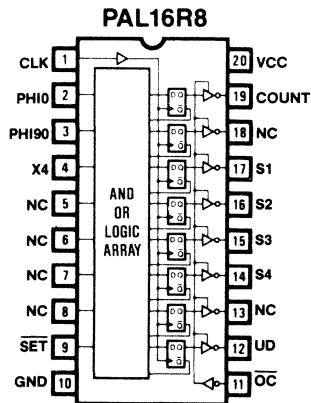 PAL16R8
CLK 1 20 VCC
PHI0 2 19 COUNT
PHI90 3 18 NC
X4 4 17 S1
NC 5 16 S2
NC 6 15 S3
NC 7 14 S4
NC 8 13 NC
SET 9 12 UD
GND 10 11 OC
AND
OR
LOGIC
ARRAY